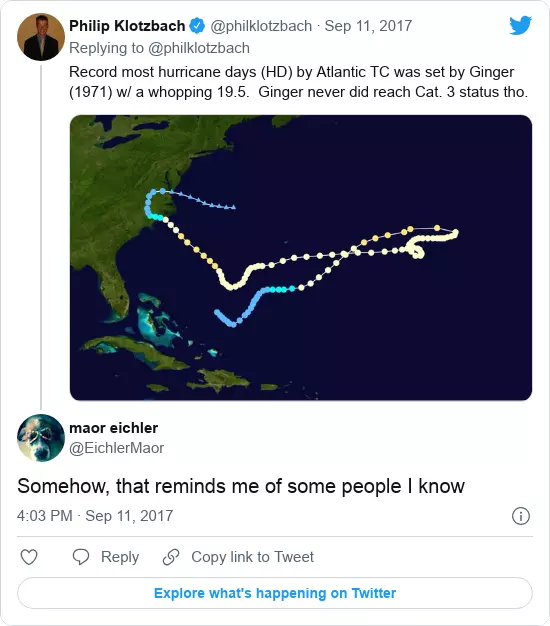 Philip Klotzbach @philklotzbach · Sep 11, 2017
Replying to @philklotzbach
Record most hurricane days (HD) by Atlantic TC was set by Ginger
(1971) w/ a whopping 19.5.  Ginger never did reach Cat. 3 status tho.
maor eichler
@EichlerMaor
Somehow, that reminds me of some people I know
4:03 PM · Sep 11, 2017
Reply
Copy link to Tweet
Explore what's happening on Twitter